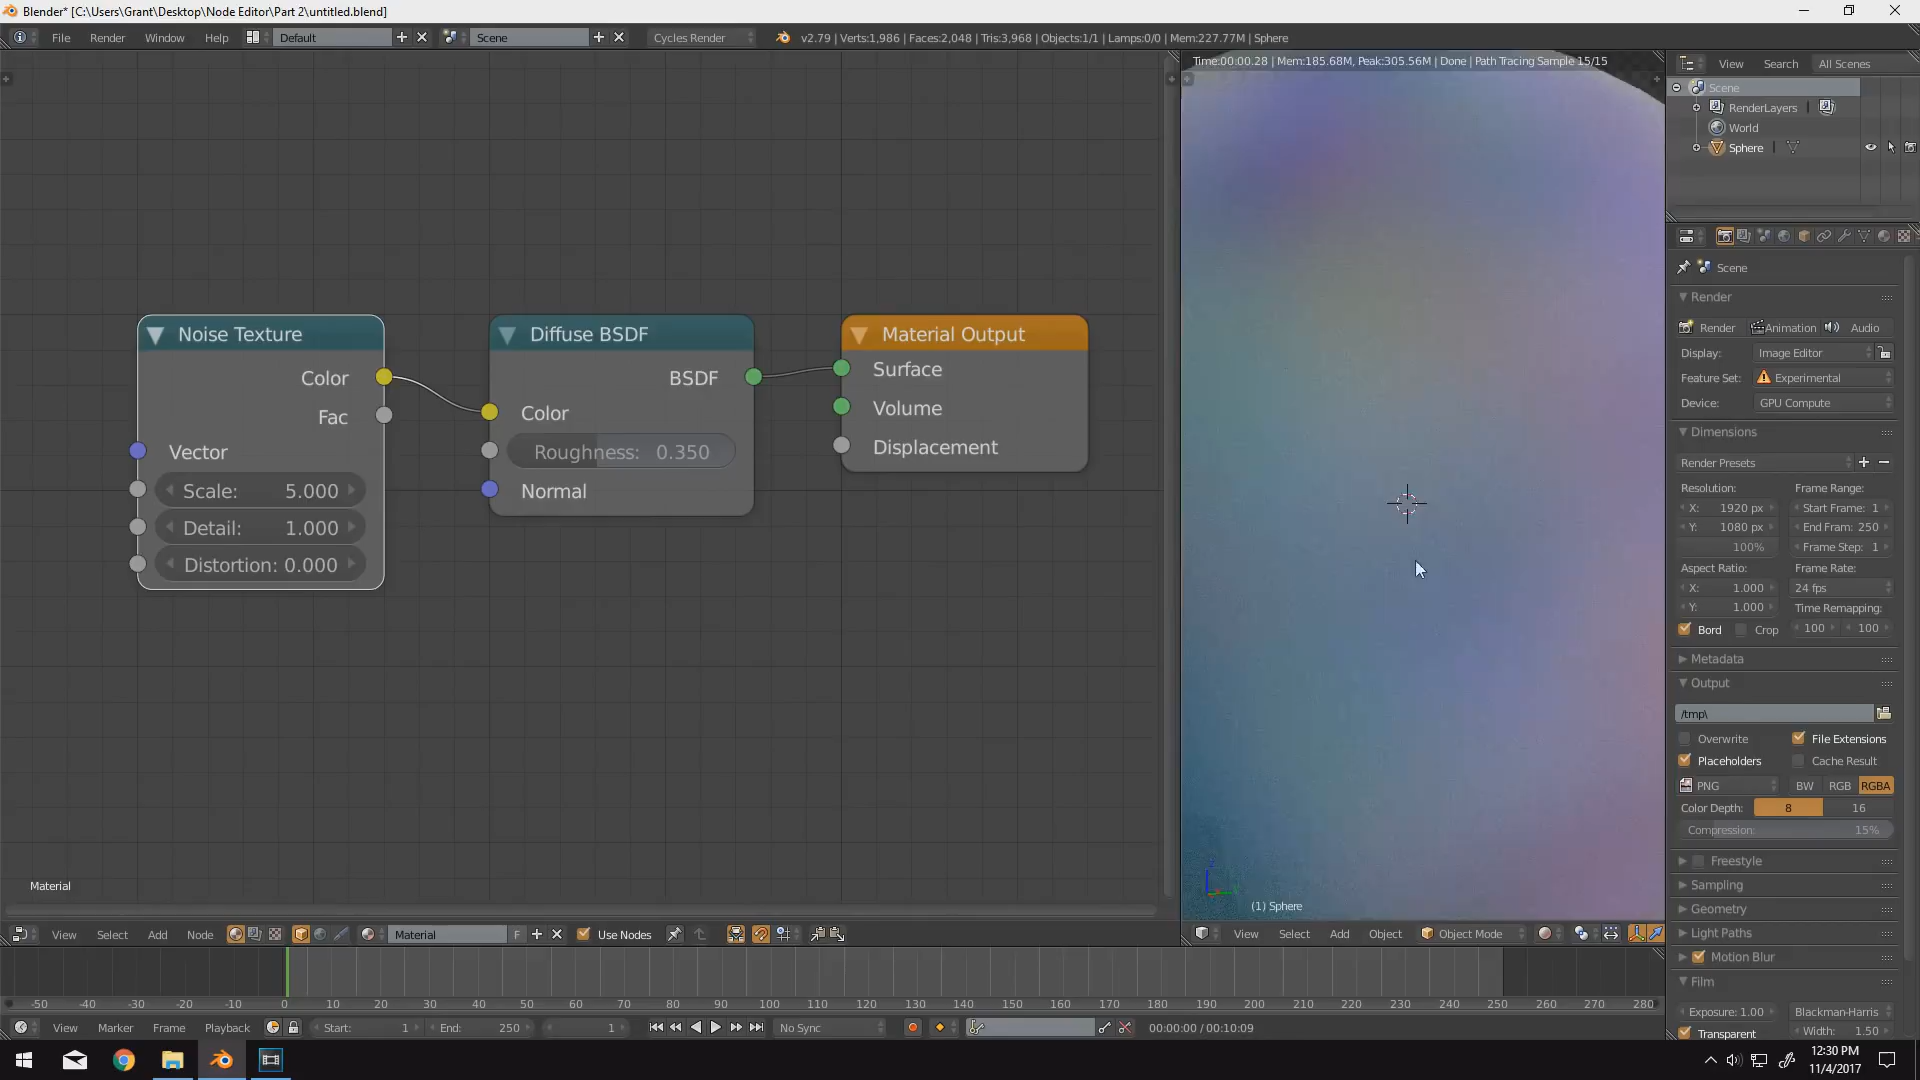 Blender* [C:\Users\Grant\Desktop\Node Editor\Part 2\untitled.blend]
File Render Window Help Default Scene Cycles Render v2.79 | Verts:1,986 | Faces:2,048 | Tris:3,968 | Objects:1/1 | Lamps:0/0 | Mem:227.77M | Sphere
Time:00:00.28 | Mem:185.68M, Peak:305.56M | Done | Path Tracing Sample 15/15
View Search All Scenes
Scene
RenderLayers
World
Sphere
Scene
Render
Render Animation Audio
Display: Image Editor
Feature Set: Experimental
Device: GPU Compute
Dimensions
Render Presets
Resolution: Frame Range:
X: 1920 px Start Frame: 1
Y: 1080 px End Fram: 250
100% Frame Step: 1
Aspect Ratio: Frame Rate:
X: 1.000 24 fps
Y: 1.000 Time Remapping:
Bord Crop 100 100
Metadata
Output
/tmp\
Overwrite File Extensions
Placeholders Cache Result
PNG BW RGB RGBA
Color Depth: 8 16
Compression: 15%
Freestyle
Sampling
Geometry
Light Paths
Motion Blur
Film
Exposure: 1.00 Blackman-Harris
Transparent Width: 1.50
Noise Texture
Color
Fac
Vector
Scale: 5.000
Detail: 1.000
Distortion: 0.000
Diffuse BSDF
BSDF
Color
Roughness: 0.350
Normal
Material Output
Surface
Volume
Displacement
Material
(1) Sphere
View Select Add Node Material F Use Nodes
View Select Add Object Object Mode
-50 -40 -30 -20 -10 0 10 20 30 40 50 60 70 80 90 100 110 120 130 140 150 160 170 180 190 200 210 220 230 240 250 260 270 280
View Marker Frame Playback Start: 1 End: 250 1 No Sync 00:00:00 / 00:10:09
12:30 PM
11/4/2017